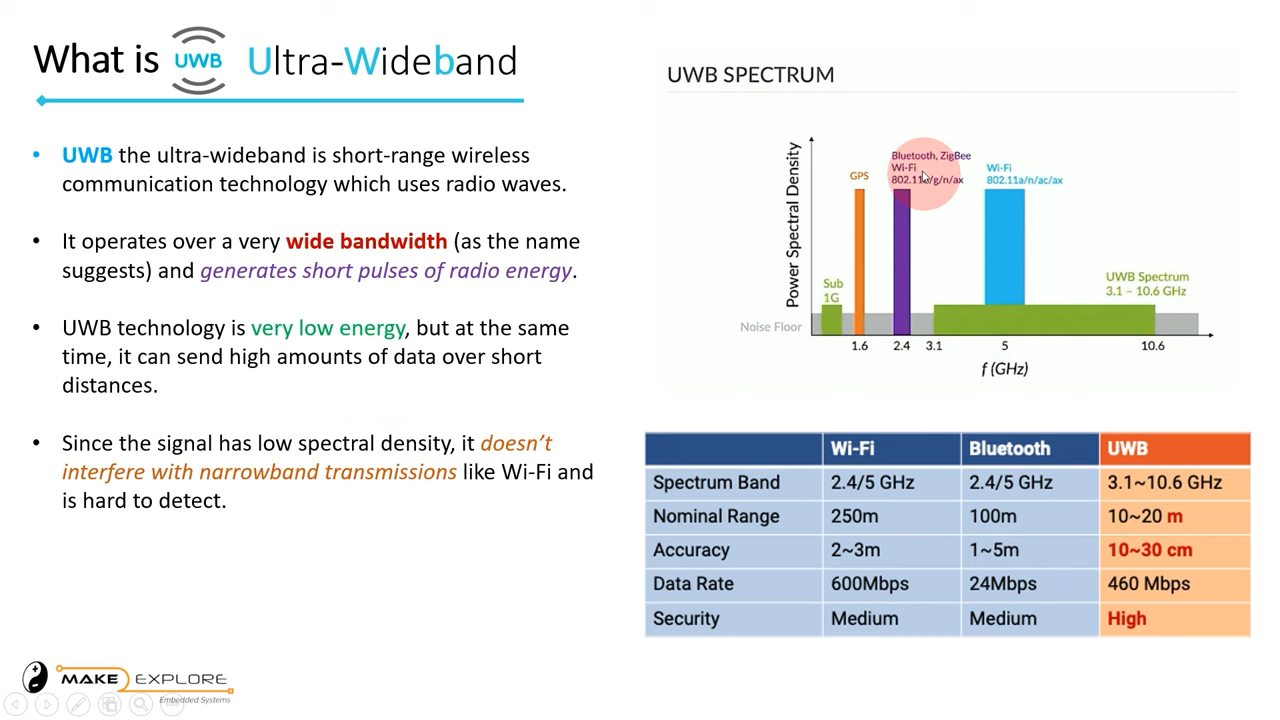 What is UWB Ultra-Wideband
• UWB the ultra-wideband is short-range wireless
communication technology which uses radio waves.
• It operates over a very wide bandwidth (as the name
suggests) and generates short pulses of radio energy.
• UWB technology is very low energy, but at the same
time, it can send high amounts of data over short
distances.
• Since the signal has low spectral density, it doesn't
interfere with narrowband transmissions like Wi-Fi and
is hard to detect.
MAKE EXPLORE
Embedded Systems
UWB SPECTRUM
Power Spectral Density
Bluetooth, ZigBee
Wi-Fi
GPS
Wi-Fi
802.11a/n/ac/ax
UWB Spectrum
3.1 – 10.6 GHz
Sub
1G
Noise Floor
1.6 2.4 3.1 5 10.6
f (GHz)
Wi-Fi Bluetooth UWB
Spectrum Band 2.4/5 GHz 2.4/5 GHz 3.1~10.6 GHz
Nominal Range 250m 100m 10~20 m
Accuracy 2~3m 1~5m 10~30 cm
Data Rate 600Mbps 24Mbps 460 Mbps
Security Medium Medium High